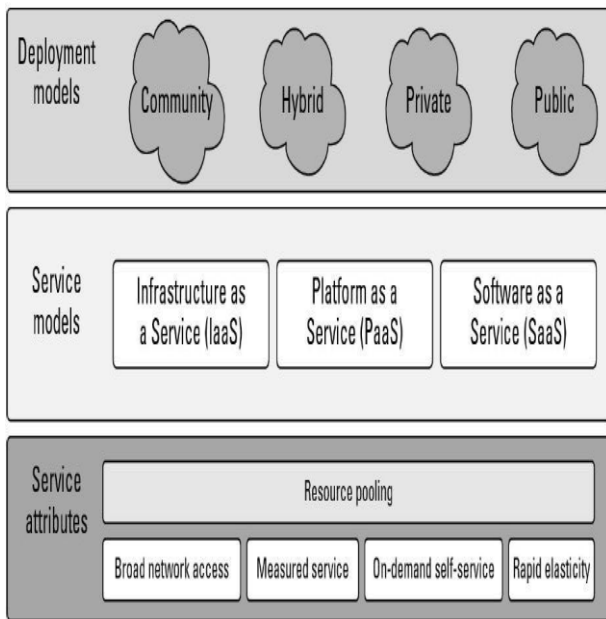 Deployment
models
Community
Hybrid
Private
Public
Service
models
Infrastructure as
a Service (IaaS)
Platform as a
Service (PaaS)
Software as a
Service (SaaS)
Service
attributes
Resource pooling
Broad network access
Measured service
On-demand self-service
Rapid elasticity